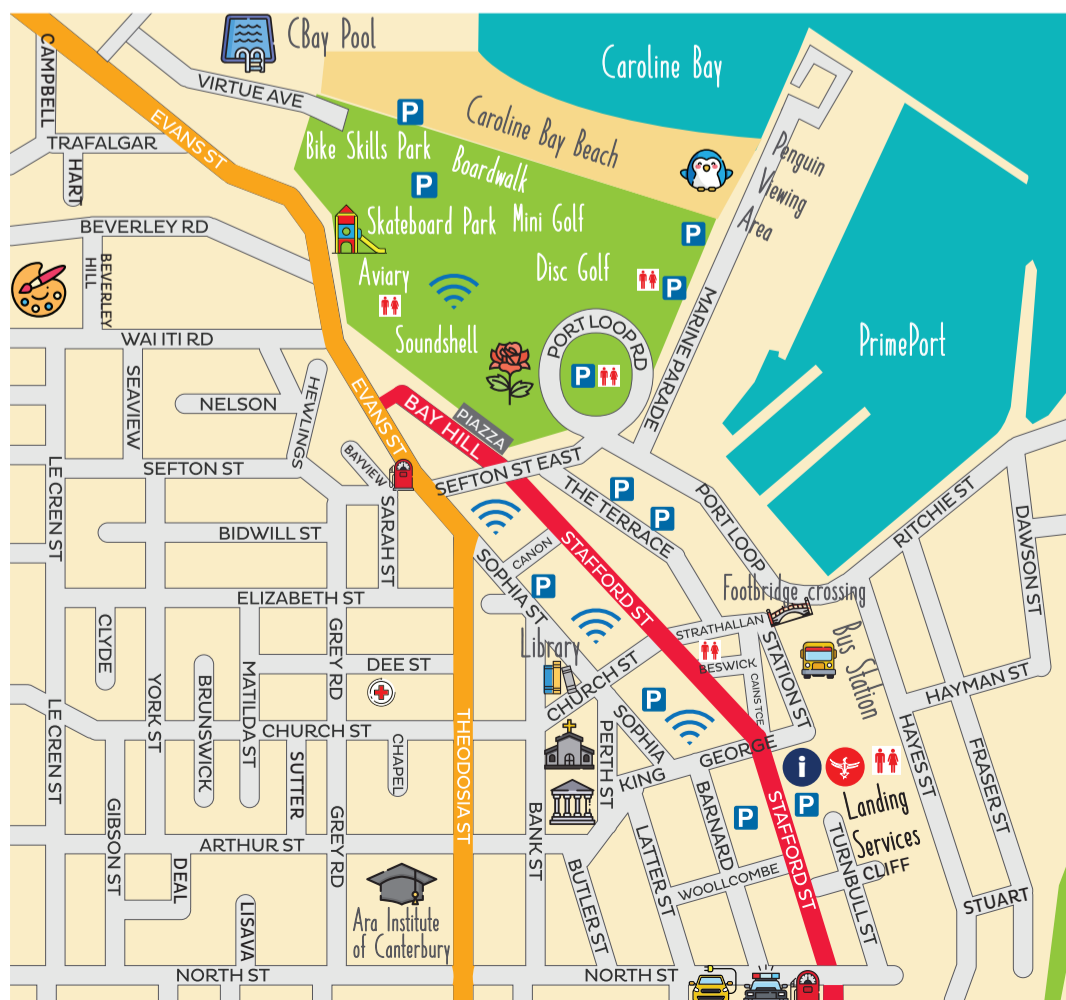 CBay Pool
Caroline Bay
CAMPBELL
VIRTUE AVE
EVANS ST
P
Caroline Bay Beach
TRAFALGAR
HART
Bike Skills Park
Boardwalk
Penguin
Viewing
Area
P
Skateboard Park
Mini Golf
BEVERLEY RD
P
BEVERLEY
HILL
Aviary
Disc Golf
P
MARINE PARADE
WAI ITI RD
Soundshell
PORT LOOP RD
PrimePort
P
SEAVIEW
NELSON
HEWLINGS
EVANS ST
BAY HILL
PIAZZA
LE CREN ST
SEFTON ST
BAYVIEW
SEFTON ST EAST
THE TERRACE
P
P
PORT LOOP
RITCHIE ST
DAWSON ST
SARAH ST
BIDWILL ST
CANON
STAFFORD ST
SOPHIA ST
P
ELIZABETH ST
Footbridge crossing
CLYDE
GREY RD
Library
STRATHALLAN
STATION ST
Bus Station
DEE ST
BESWICK
CAINS TCE
CHURCH ST
P
HAYMAN ST
LE CREN ST
YORK ST
BRUNSWICK
MATILDA ST
CHURCH ST
SUTTER
CHAPEL
THEODOSIA ST
PERTH ST
SOPHIA
KING
GEORGE
HAYES ST
FRASER ST
i
Landing
Services
GIBSON ST
GREY RD
BANK ST
LATTER ST
BARNARD
P
P
STAFFORD ST
TURNBULL ST
CLIFF
ARTHUR ST
DEAL
BUTLER ST
WOOLLCOMBE
STUART
LISAVA
Ara Institute
of Canterbury
NORTH ST
NORTH ST